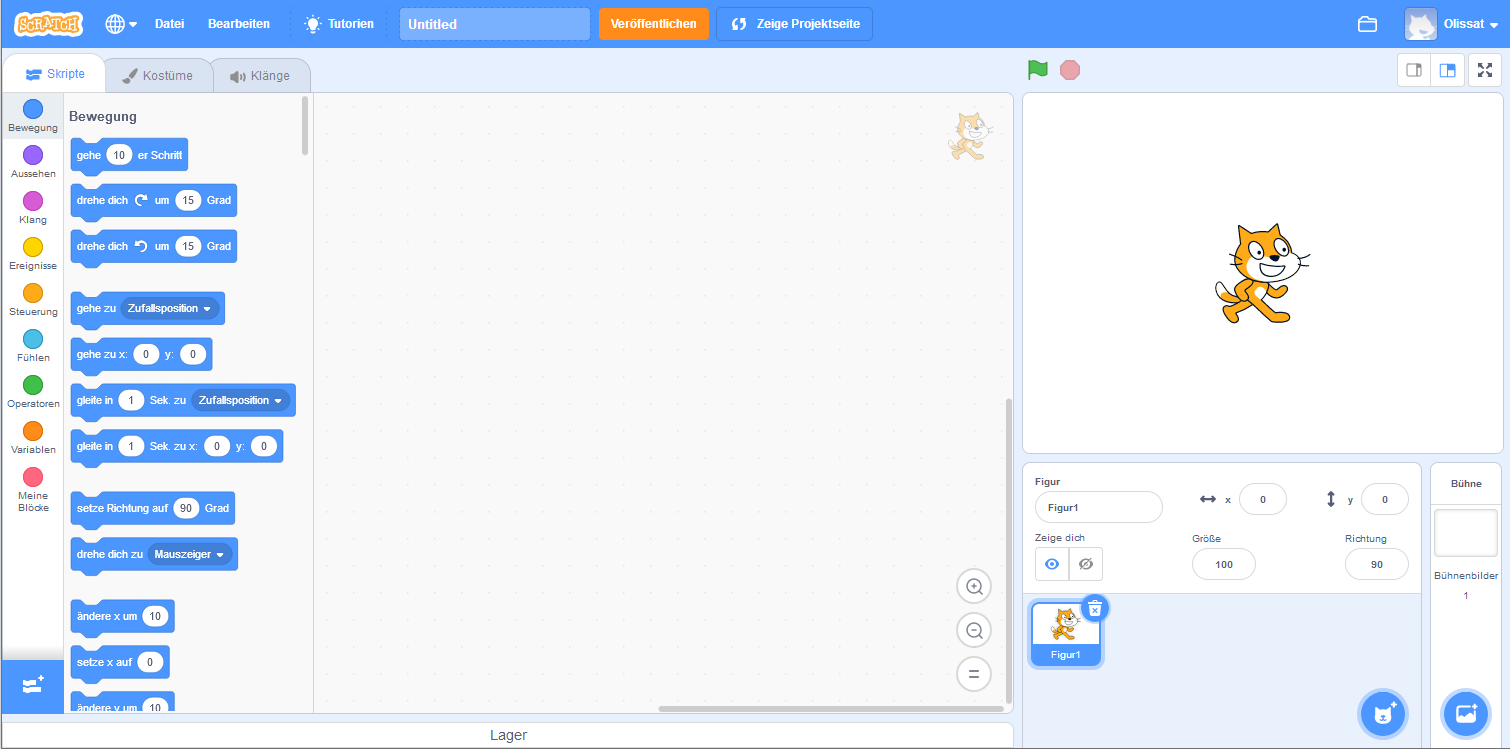 SCRATCH
Datei
Bearbeiten
Tutorien
Untitled
Veröffentlichen
Zeige Projektseite
Olissat
Skripte
Kostüme
Klänge
Bewegung
Aussehen
Klang
Ereignisse
Steuerung
Fühlen
Operatoren
Variablen
Meine
Blöcke
Bewegung
gehe 10 er Schritt
drehe dich um 15 Grad
drehe dich um 15 Grad
gehe zu Zufallsposition
gehe zu x: 0 y: 0
gleite in 1 Sek. zu Zufallsposition
gleite in 1 Sek. zu x: 0 y: 0
setze Richtung auf 90 Grad
drehe dich zu Mauszeiger
ändere x um 10
setze x auf 0
ändere y um 10
Lager
Figur
Figur1
x 0
y 0
Zeige dich
Größe
100
Richtung
90
Figur1
Bühne
Bühnenbilder
1